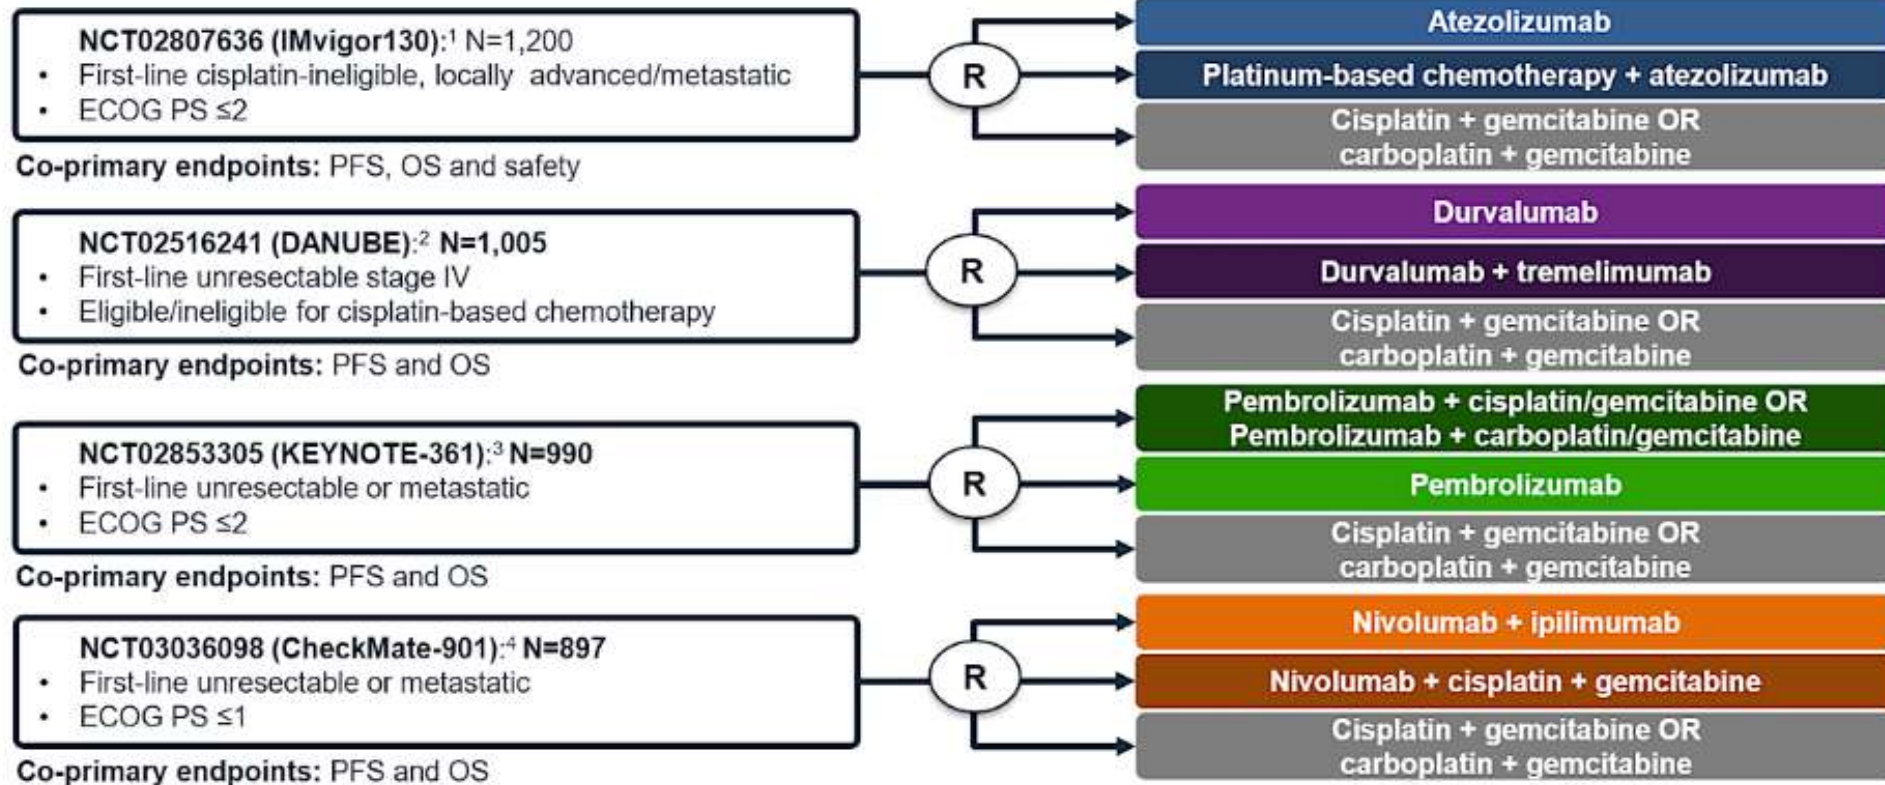 NCT02807636 (IMvigor130):¹ N=1,200
• First-line cisplatin-ineligible, locally advanced/metastatic
• ECOG PS ≤2
Co-primary endpoints: PFS, OS and safety
R
Atezolizumab
Platinum-based chemotherapy + atezolizumab
Cisplatin + gemcitabine OR
carboplatin + gemcitabine
NCT02516241 (DANUBE):² N=1,005
• First-line unresectable stage IV
• Eligible/ineligible for cisplatin-based chemotherapy
Co-primary endpoints: PFS and OS
R
Durvalumab
Durvalumab + tremelimumab
Cisplatin + gemcitabine OR
carboplatin + gemcitabine
NCT02853305 (KEYNOTE-361):³ N=990
• First-line unresectable or metastatic
• ECOG PS ≤2
Co-primary endpoints: PFS and OS
R
Pembrolizumab + cisplatin/gemcitabine OR
Pembrolizumab + carboplatin/gemcitabine
Pembrolizumab
Cisplatin + gemcitabine OR
carboplatin + gemcitabine
NCT03036098 (CheckMate-901):⁴ N=897
• First-line unresectable or metastatic
• ECOG PS ≤1
Co-primary endpoints: PFS and OS
R
Nivolumab + ipilimumab
Nivolumab + cisplatin + gemcitabine
Cisplatin + gemcitabine OR
carboplatin + gemcitabine